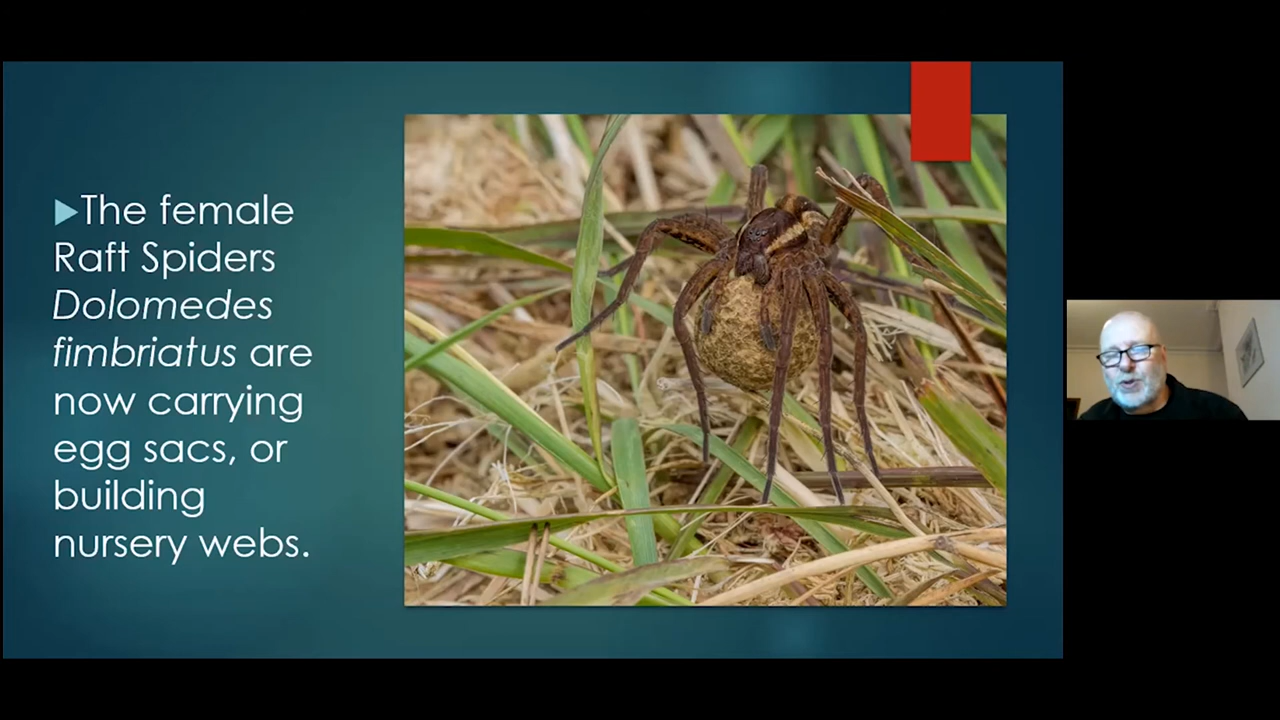 The female
Raft Spiders
Dolomedes
fimbriatus are
now carrying
egg sacs, or
building
nursery webs.